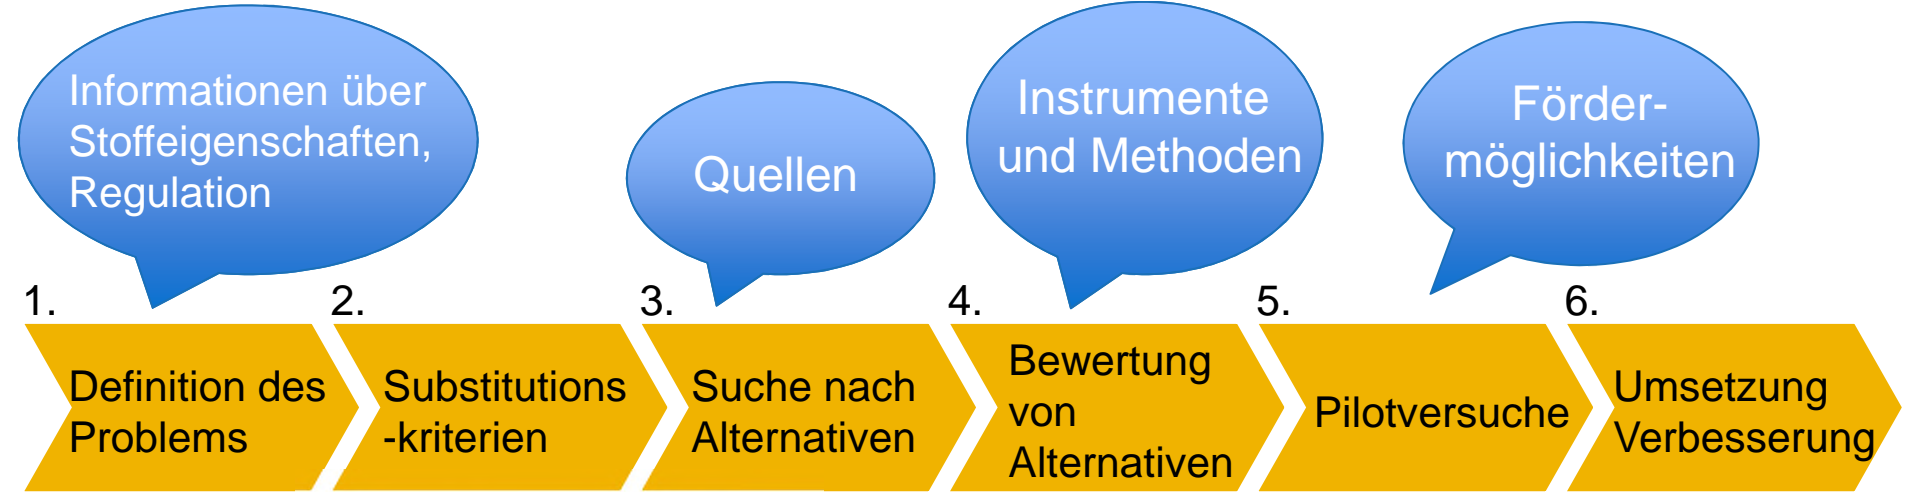 Informationen über
Stoffeigenschaften,
Regulation
Quellen
Instrumente
und Methoden
Förder-
möglichkeiten
1.
Definition des
Problems
2.
Substitutions
-kriterien
3.
Suche nach
Alternativen
4.
Bewertung
von
Alternativen
5.
Pilotversuche
6.
Umsetzung
Verbesserung